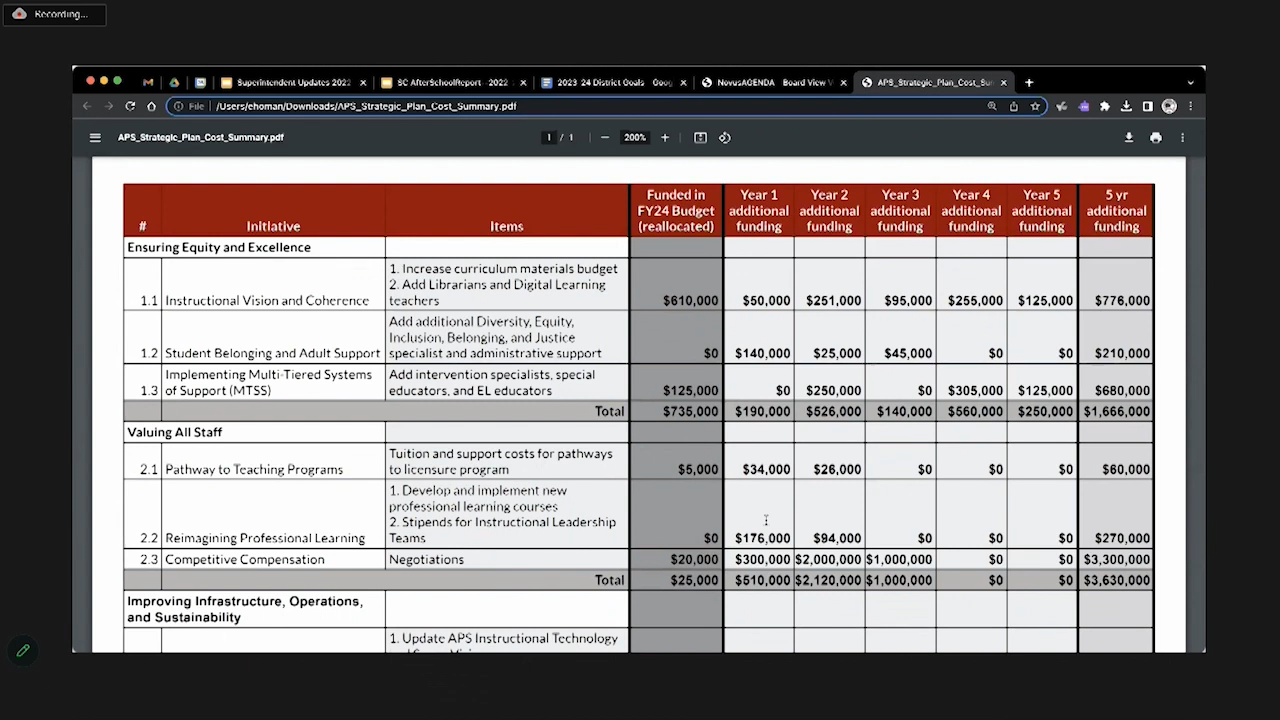 Recording...
Superintendent Updates 2022
SC AfterSchoolReport - 2022 -
2023-24 District Goals - Goog
NovusAGENDA Board View V
APS_Strategic_Plan_Cost_Sum
File /Users/ehoman/Downloads/APS_Strategic_Plan_Cost_Summary.pdf
APS_Strategic_Plan_Cost_Summary.pdf 1 / 1 200%
# Initiative Items Funded in FY24 Budget (reallocated) Year 1 additional funding Year 2 additional funding Year 3 additional funding Year 4 additional funding Year 5 additional funding 5 yr additional funding
Ensuring Equity and Excellence
1.1 Instructional Vision and Coherence
1. Increase curriculum materials budget
2. Add Librarians and Digital Learning
teachers
$610,000 $50,000 $251,000 $95,000 $255,000 $125,000 $776,000
1.2 Student Belonging and Adult Support
Add additional Diversity, Equity,
Inclusion, Belonging, and Justice
specialist and administrative support
$0 $140,000 $25,000 $45,000 $0 $0 $210,000
1.3 Implementing Multi-Tiered Systems
of Support (MTSS)
Add intervention specialists, special
educators, and EL educators
$125,000 $0 $250,000 $0 $305,000 $125,000 $680,000
Total $735,000 $190,000 $526,000 $140,000 $560,000 $250,000 $1,666,000
Valuing All Staff
2.1 Pathway to Teaching Programs
Tuition and support costs for pathways
to licensure program
$5,000 $34,000 $26,000 $0 $0 $0 $60,000
2.2 Reimagining Professional Learning
1. Develop and implement new
professional learning courses
2. Stipends for Instructional Leadership
Teams
$0 $176,000 $94,000 $0 $0 $0 $270,000
2.3 Competitive Compensation Negotiations $20,000 $300,000 $2,000,000 $1,000,000 $0 $0 $3,300,000
Total $25,000 $510,000 $2,120,000 $1,000,000 $0 $0 $3,630,000
Improving Infrastructure, Operations,
and Sustainability
1. Update APS Instructional Technology